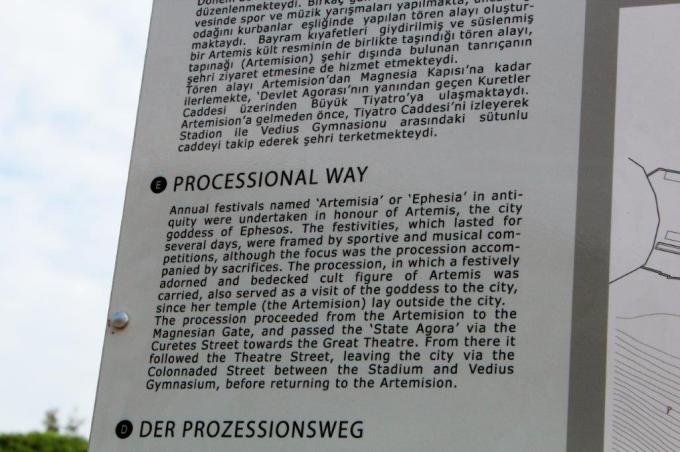 düzenlenmekteydi. Birkaç gün
vesinde spor ve müzik yarışmaları yapılmakta,
odağını kurbanlar eşliğinde yapılan tören alayı oluştur-
maktaydı. Bayram kıyafetleri giydirilmiş ve süslenmiş
bir Artemis kült resminin de birlikte taşındığı tören alayı,
tapınağı (Artemision) şehir dışında bulunan tanrıçanın
şehri ziyaret etmesine de hizmet etmekteydi.
Tören alayı Artemision'dan Magnesia Kapısı'na kadar
ilerlemekte, 'Devlet Agorası'nın yanından geçen Kuretler
Caddesi üzerinden Büyük Tiyatro'ya ulaşmaktaydı.
Artemision'a gelmeden önce, Tiyatro Caddesi'ni izleyerek
Stadion ile Vedius Gymnasionu arasındaki sütunlu
caddeyi takip ederek şehri terketmekteydi.
E PROCESSIONAL WAY
Annual festivals named 'Artemisia' or 'Ephesia' in anti-
quity were undertaken in honour of Artemis, the city
goddess of Ephesos. The festivities, which lasted for
several days, were framed by sportive and musical com-
petitions, although the focus was the procession accom-
panied by sacrifices. The procession, in which a festively
adorned and bedecked cult figure of Artemis was
carried, also served as a visit of the goddess to the city,
since her temple (the Artemision) lay outside the city.
The procession proceeded from the Artemision to the
Magnesian Gate, and passed the 'State Agora' via the
Curetes Street towards the Great Theatre. From there it
followed the Theatre Street, leaving the city via the
Colonnaded Street between the Stadium and Vedius
Gymnasium, before returning to the Artemision.
D DER PROZESSIONSWEG